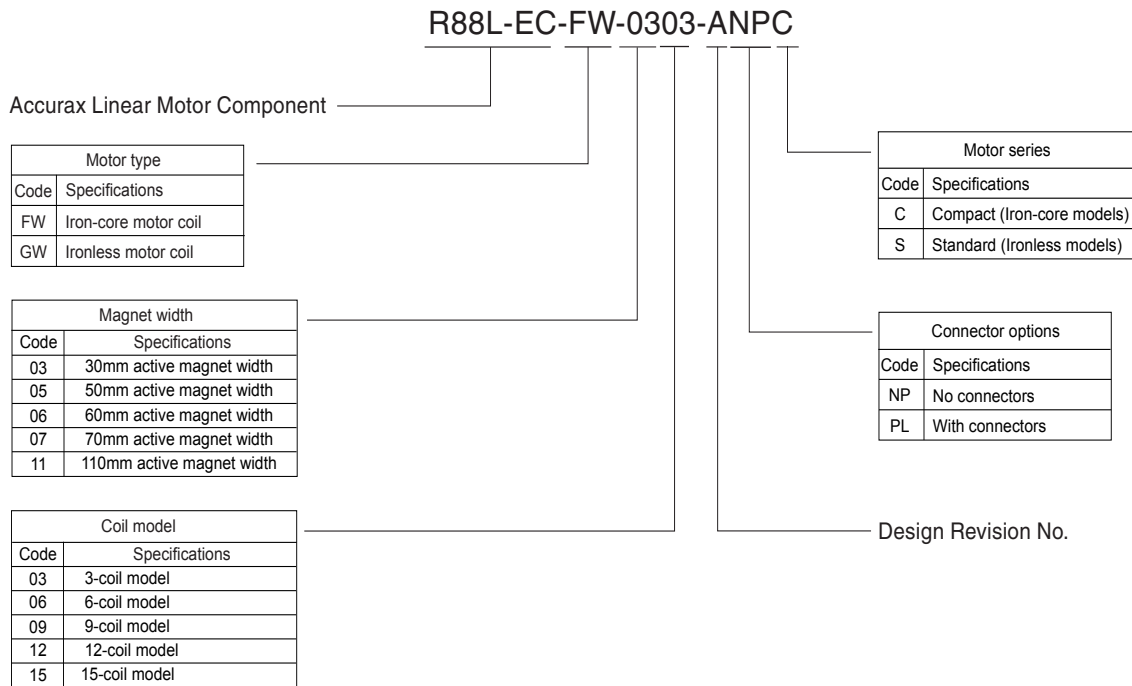 R88L-EC-FW-0303-ANPC
Accurax Linear Motor Component
Motor type
Code Specifications
FW Iron-core motor coil
GW Ironless motor coil
Magnet width
Code Specifications
03 30mm active magnet width
05 50mm active magnet width
06 60mm active magnet width
07 70mm active magnet width
11 110mm active magnet width
Coil model
Code Specifications
03 3-coil model
06 6-coil model
09 9-coil model
12 12-coil model
15 15-coil model
Motor series
Code Specifications
C Compact (Iron-core models)
S Standard (Ironless models)
Connector options
Code Specifications
NP No connectors
PL With connectors
Design Revision No.